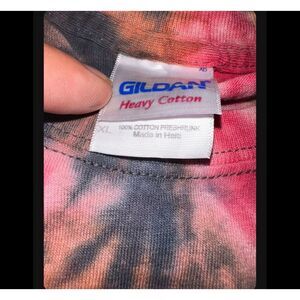 GILDAN
Heavy Cotton
XL
100% COTTON PRESHRUNK
Made in Haiti